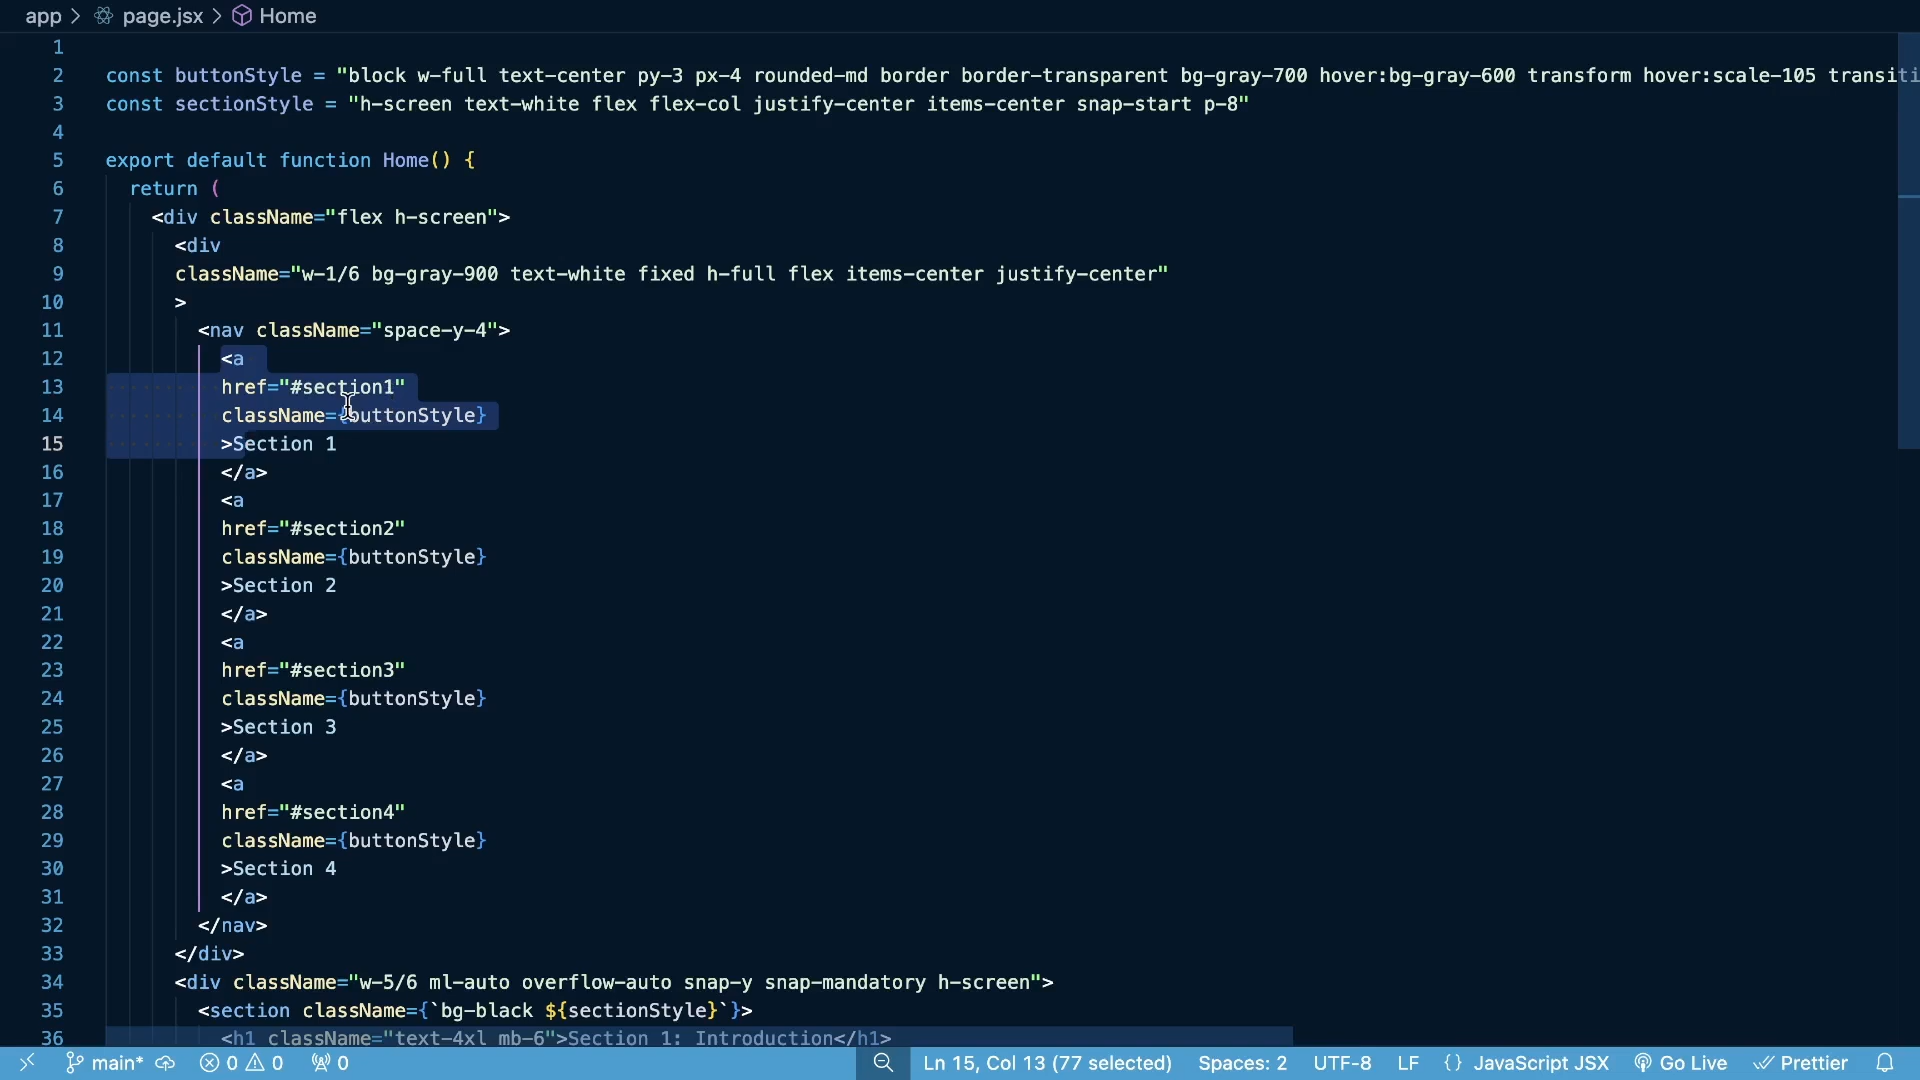 app > page.jsx > Home
1
2 const buttonStyle = "block w-full text-center py-3 px-4 rounded-md border border-transparent bg-gray-700 hover:bg-gray-600 transform hover:scale-105 transiti
3 const sectionStyle = "h-screen text-white flex flex-col justify-center items-center snap-start p-8"
4
5 export default function Home() {
6 return (
7 <div className="flex h-screen">
8 <div
9 className="w-1/6 bg-gray-900 text-white fixed h-full flex items-center justify-center"
10 >
11 <nav className="space-y-4">
12 <a
13 href="#section1"
14 className={buttonStyle}
15 >Section 1
16 </a>
17 <a
18 href="#section2"
19 className={buttonStyle}
20 >Section 2
21 </a>
22 <a
23 href="#section3"
24 className={buttonStyle}
25 >Section 3
26 </a>
27 <a
28 href="#section4"
29 className={buttonStyle}
30 >Section 4
31 </a>
32 </nav>
33 </div>
34 <div className="w-5/6 ml-auto overflow-auto snap-y snap-mandatory h-screen">
35 <section className={`bg-black ${sectionStyle}`}>
36 <h1 className="text-4xl mb-6">Section 1: Introduction</h1>
main* 0 0 0 Ln 15, Col 13 (77 selected) Spaces: 2 UTF-8 LF {} JavaScript JSX Go Live Prettier